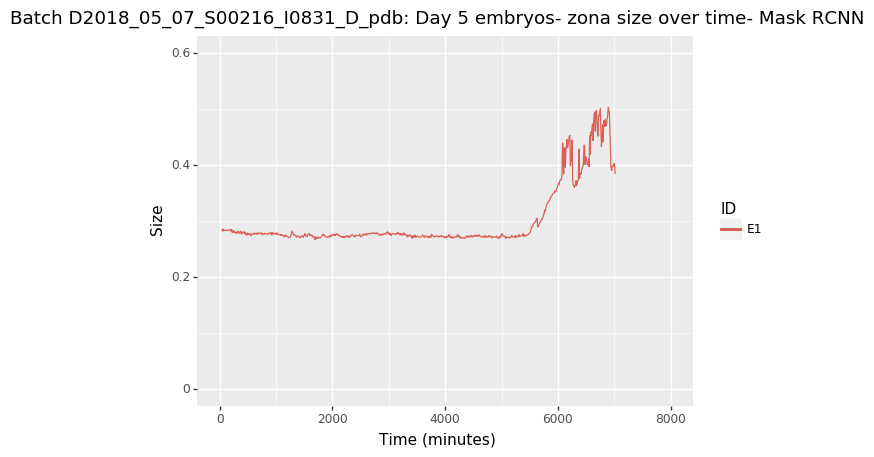 Batch D2018_05_07_S00216_I0831_D_pdb: Day 5 embryos- zona size over time- Mask RCNN
0.6
0.4
0.2
0
Size
0
2000
4000
6000
8000
Time (minutes)
ID
E1